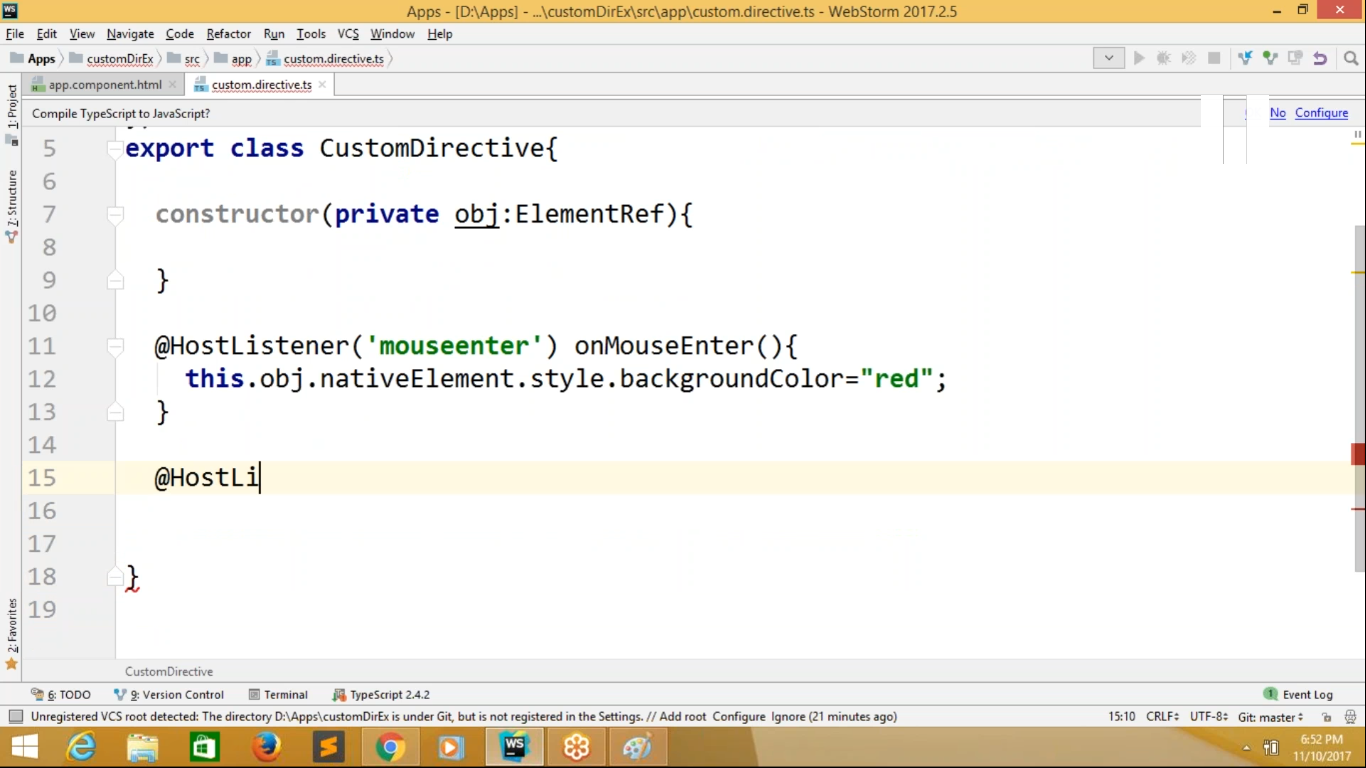 Apps - [D:\Apps] - ...\customDirEx\src\app\custom.directive.ts - WebStorm 2017.2.5
File Edit View Navigate Code Refactor Run Tools VCS Window Help
Apps customDirEx src app custom.directive.ts
app.component.html custom.directive.ts
Compile TypeScript to JavaScript? No Configure
1: Project
7: Structure
2: Favorites
5 export class CustomDirective{
6
7 constructor(private obj:ElementRef){
8
9 }
10
11 @HostListener('mouseenter') onMouseEnter(){
12 this.obj.nativeElement.style.backgroundColor="red";
13 }
14
15 @HostLi
16
17
18 }
19
CustomDirective
6: TODO 9: Version Control Terminal TypeScript 2.4.2 1 Event Log
Unregistered VCS root detected: The directory D:\Apps\customDirEx is under Git, but is not registered in the Settings. // Add root Configure Ignore (21 minutes ago) 15:10 CRLF UTF-8 Git: master
6:52 PM
11/10/2017